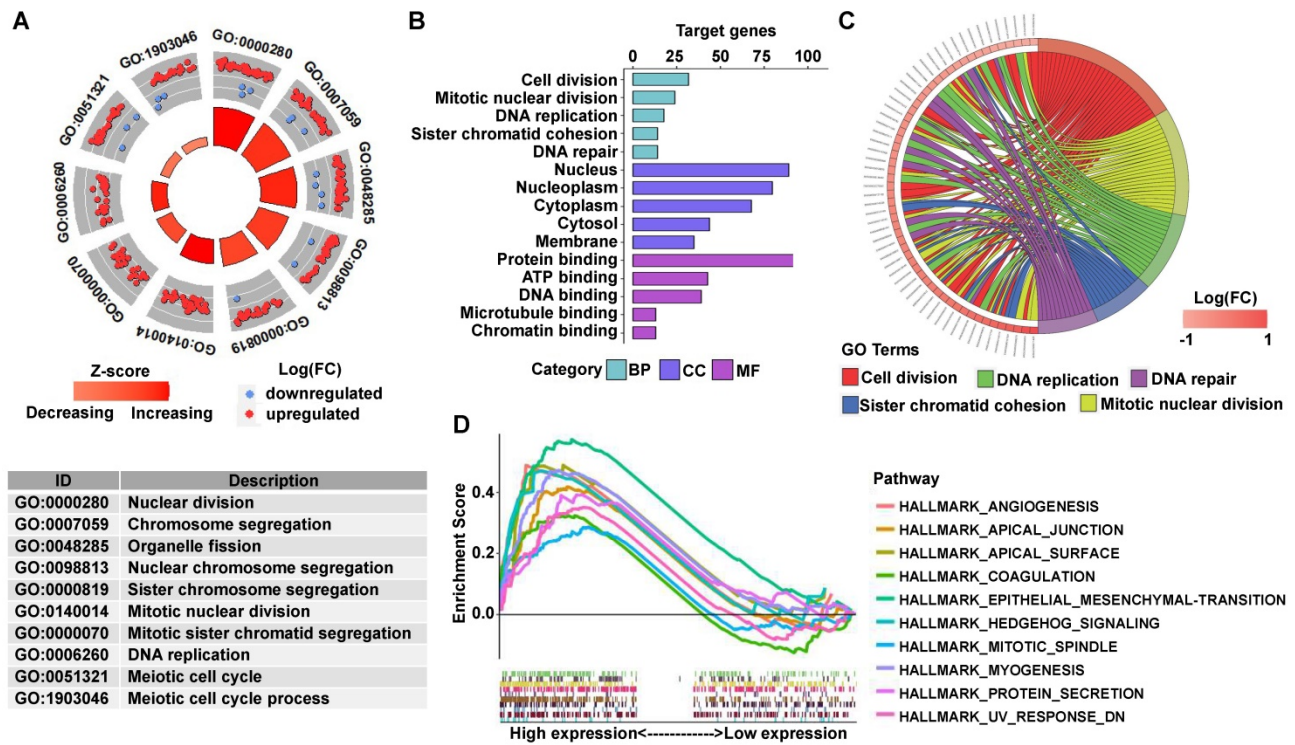 A
GO:1903046
GO:0000280
GO:0007059
GO:0048285
GO:0098813
GO:0000819
GO:0140014
GO:0000070
GO:0006260
GO:0051321
Z-score
Decreasing Increasing
Log(FC)
downregulated
upregulated
B
Target genes
0 25 50 75 100
Cell division
Mitotic nuclear division
DNA replication
Sister chromatid cohesion
DNA repair
Nucleus
Nucleoplasm
Cytoplasm
Cytosol
Membrane
Protein binding
ATP binding
DNA binding
Microtubule binding
Chromatin binding
Category BP CC MF
C
Log(FC)
-1 1
GO Terms
Cell division DNA replication DNA repair
Sister chromatid cohesion Mitotic nuclear division
ID Description
GO:0000280 Nuclear division
GO:0007059 Chromosome segregation
GO:0048285 Organelle fission
GO:0098813 Nuclear chromosome segregation
GO:0000819 Sister chromosome segregation
GO:0140014 Mitotic nuclear division
GO:0000070 Mitotic sister chromatid segregation
GO:0006260 DNA replication
GO:0051321 Meiotic cell cycle
GO:1903046 Meiotic cell cycle process
D
Enrichment Score
0.4
0.2
0.0
High expression<------------>Low expression
Pathway
HALLMARK_ANGIOGENESIS
HALLMARK_APICAL_JUNCTION
HALLMARK_APICAL_SURFACE
HALLMARK_COAGULATION
HALLMARK_EPITHELIAL_MESENCHYMAL-TRANSITION
HALLMARK_HEDGEHOG_SIGNALING
HALLMARK_MITOTIC_SPINDLE
HALLMARK_MYOGENESIS
HALLMARK_PROTEIN_SECRETION
HALLMARK_UV_RESPONSE_DN